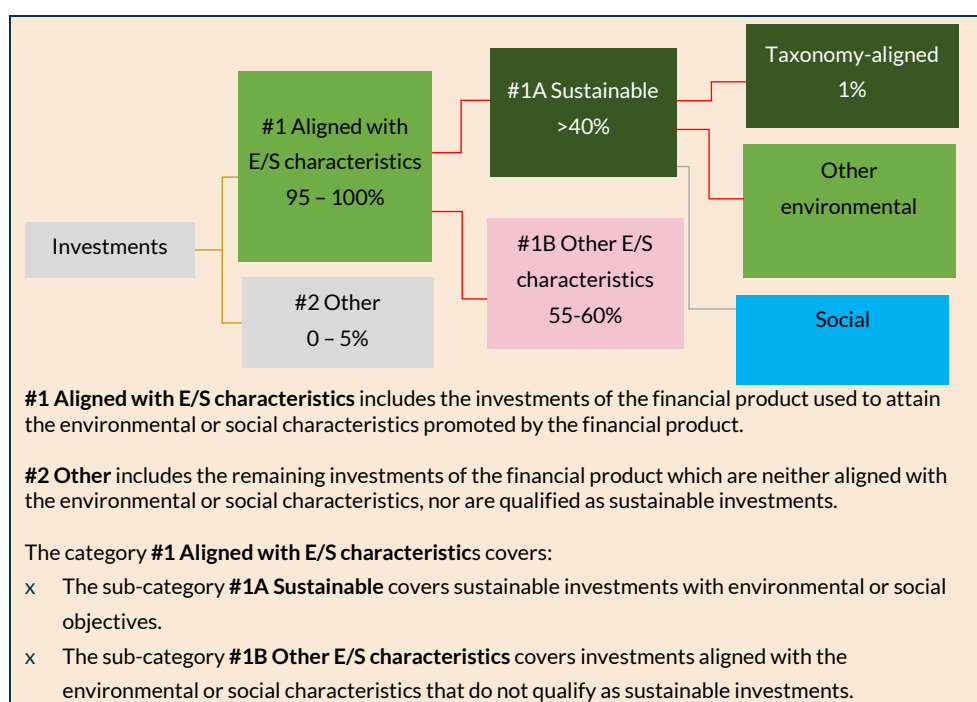 Investments
#1 Aligned with
E/S characteristics
95 – 100%
#2 Other
0 – 5%
#1A Sustainable
>40%
#1B Other E/S
characteristics
55-60%
Taxonomy-aligned
1%
Other
environmental
Social
#1 Aligned with E/S characteristics includes the investments of the financial product used to attain
the environmental or social characteristics promoted by the financial product.
#2 Other includes the remaining investments of the financial product which are neither aligned with
the environmental or social characteristics, nor are qualified as sustainable investments.
The category #1 Aligned with E/S characteristics covers:
x The sub-category #1A Sustainable covers sustainable investments with environmental or social
objectives.
x The sub-category #1B Other E/S characteristics covers investments aligned with the
environmental or social characteristics that do not qualify as sustainable investments.